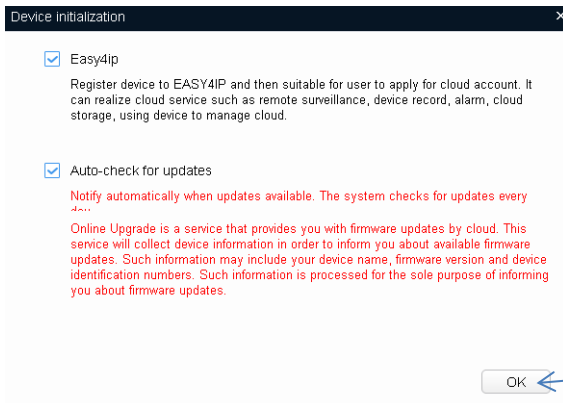 Device initialization
Easy4ip
Register device to EASY4IP and then suitable for user to apply for cloud account. It
can realize cloud service such as remote surveillance, device record, alarm, cloud
storage, using device to manage cloud.
Auto-check for updates
Notify automatically when updates available. The system checks for updates every
Online Upgrade is a service that provides you with firmware updates by cloud. This
service will collect device information in order to inform you about available firmware
updates. Such information may include your device name, firmware version and device
identification numbers. Such information is processed for the sole purpose of informing
you about firmware updates.
OK